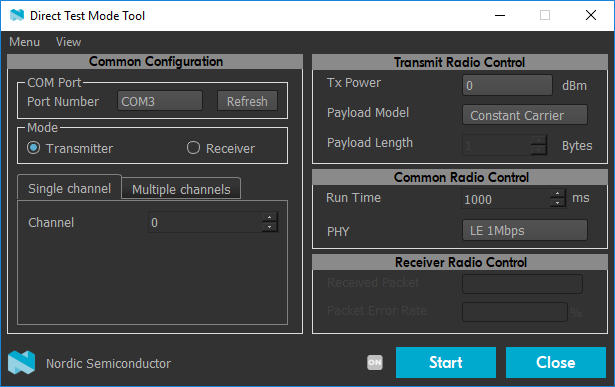 Direct Test Mode Tool
Menu View
Common Configuration
COM Port
Port Number COM3 Refresh
Mode
Transmitter Receiver
Single channel Multiple channels
Channel 0
Transmit Radio Control
Tx Power 0 dBm
Payload Model Constant Carrier
Payload Length 1 Bytes
Common Radio Control
Run Time 1000 ms
PHY LE 1Mbps
Receiver Radio Control
Received Packet
Packet Error Rate %
Nordic Semiconductor ON Start Close